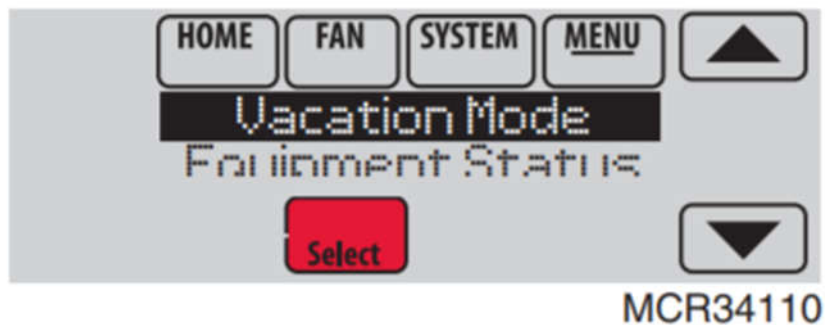 HOME FAN SYSTEM MENU
Vacation Mode
Equipment Status
Select
MCR34110